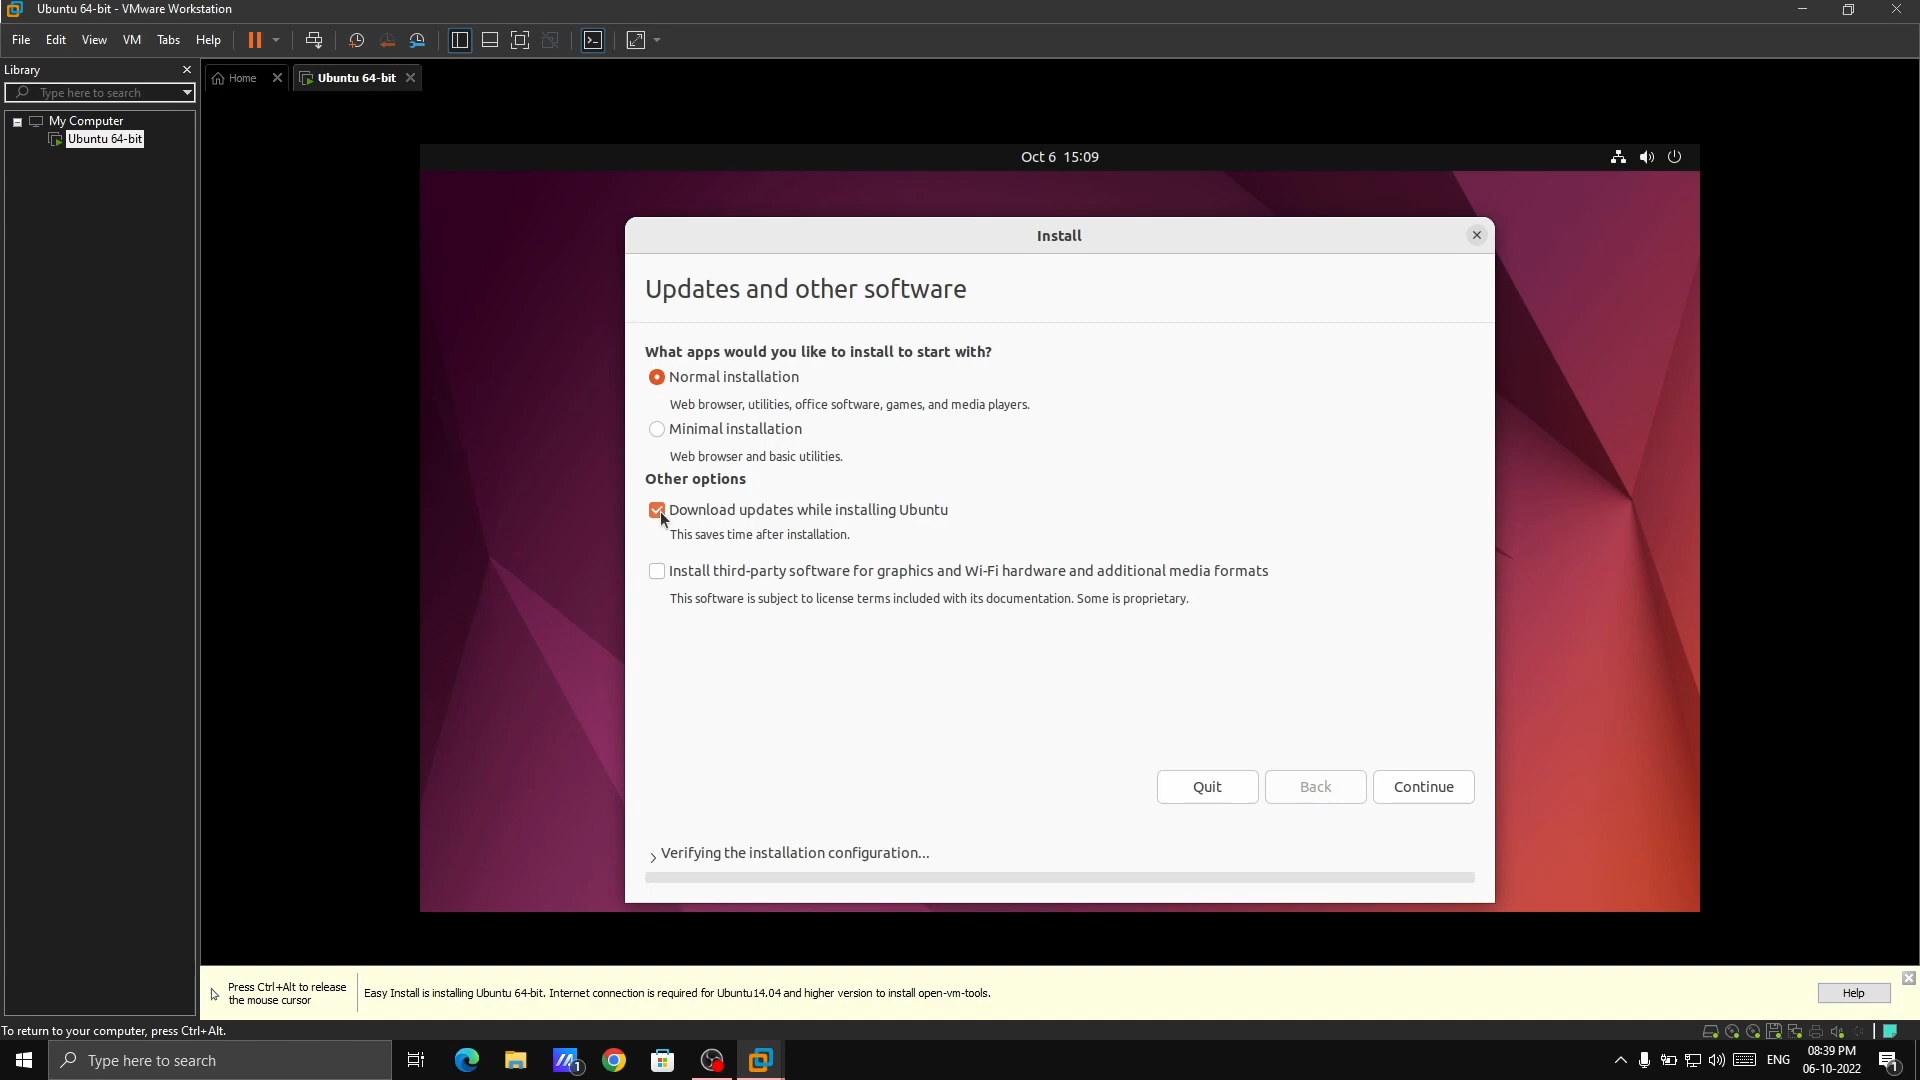 Ubuntu 64-bit - VMware Workstation
File Edit View VM Tabs Help
Library
Home
Ubuntu 64-bit
Type here to search
My Computer
Ubuntu 64-bit
Oct 6 15:09
Install
Updates and other software
What apps would you like to install to start with?
Normal installation
Web browser, utilities, office software, games, and media players.
Minimal installation
Web browser and basic utilities.
Other options
Download updates while installing Ubuntu
This saves time after installation.
Install third-party software for graphics and Wi-Fi hardware and additional media formats
This software is subject to license terms included with its documentation. Some is proprietary.
Quit
Back
Continue
Verifying the installation configuration...
Press Ctrl+Alt to release
the mouse cursor
Easy Install is installing Ubuntu 64-bit. Internet connection is required for Ubuntu14.04 and higher version to install open-vm-tools.
Help
To return to your computer, press Ctrl+Alt.
Type here to search
1
ENG
08:39 PM
06-10-2022
1